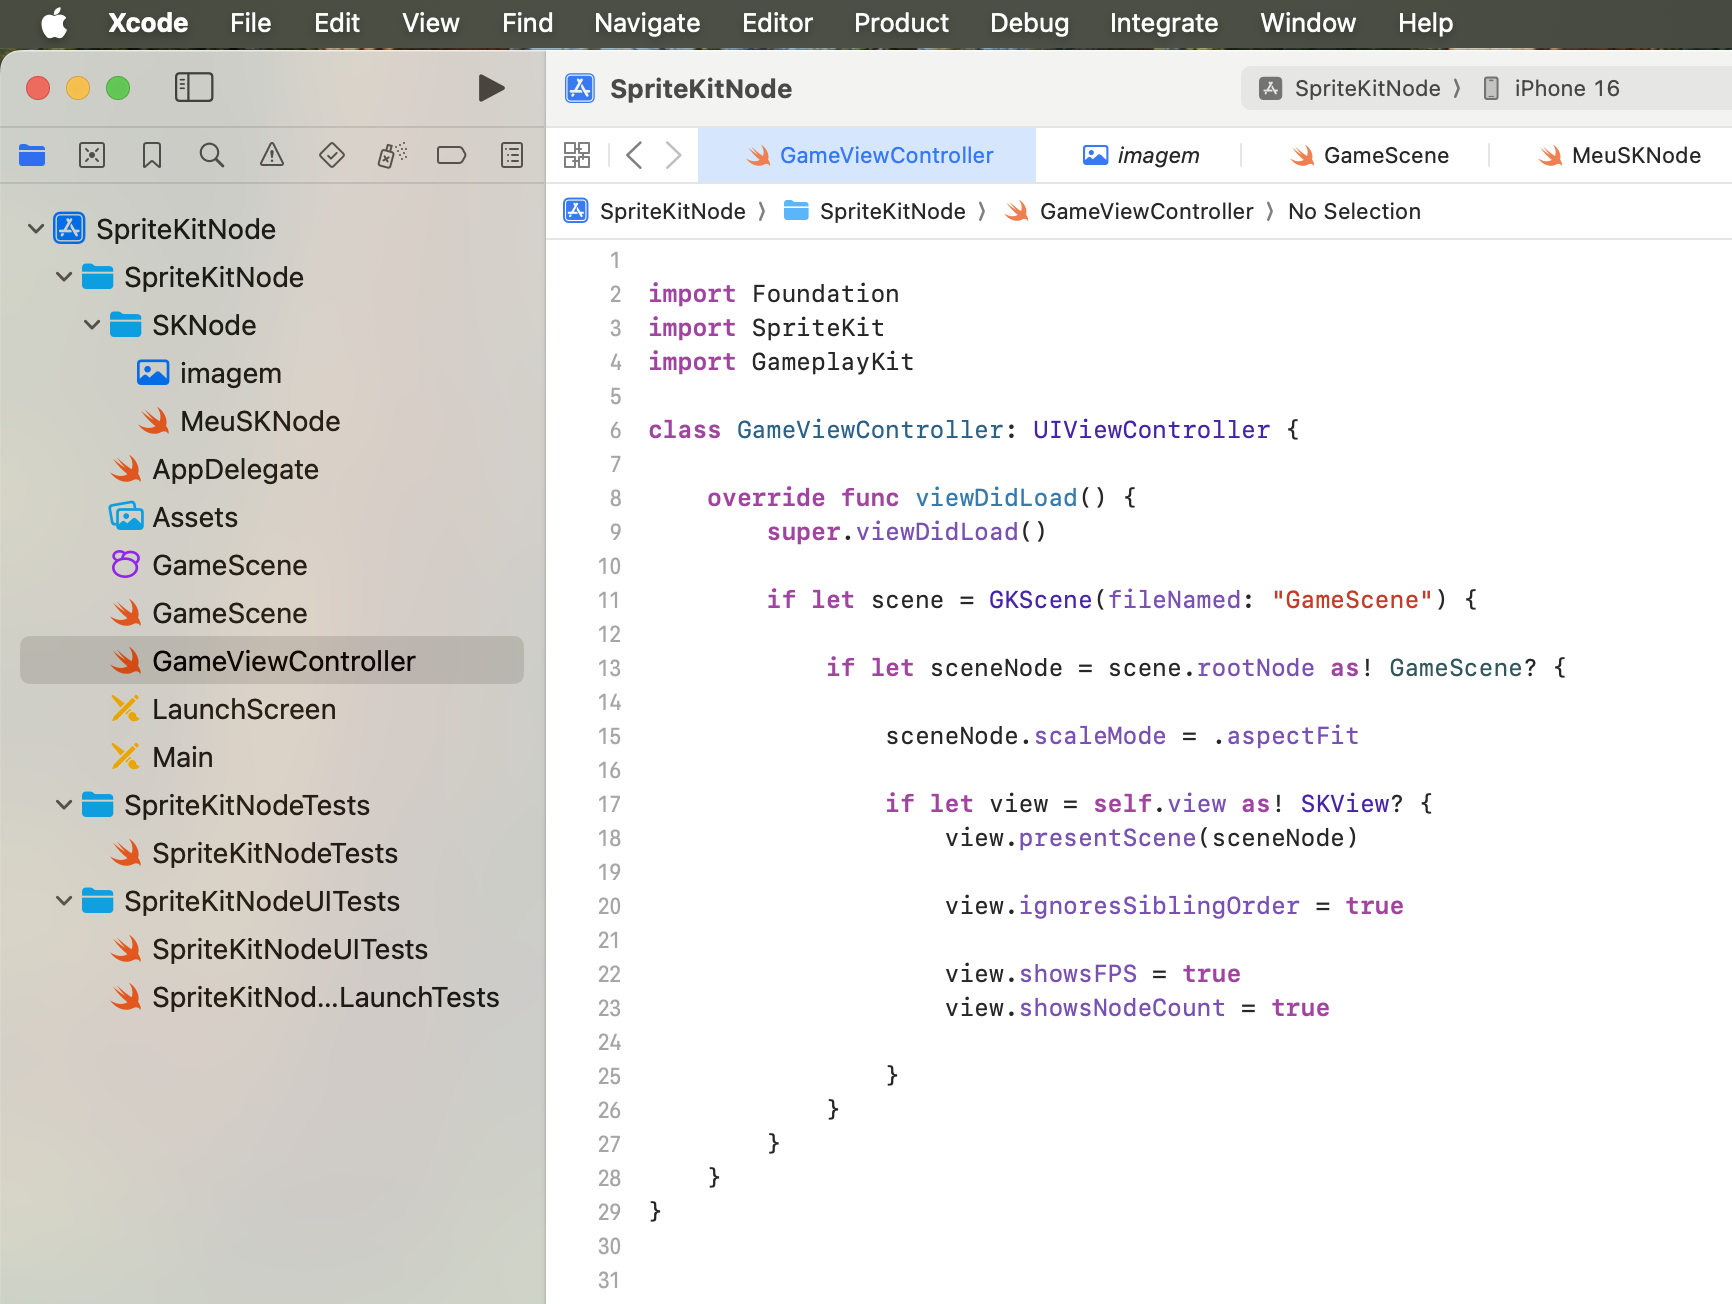 Xcode File Edit View Find Navigate Editor Product Debug Integrate Window Help
SpriteKitNode
SpriteKitNode 〉 iPhone 16
GameViewController
imagem
GameScene
MeuSKNode
SpriteKitNode 〉 SpriteKitNode 〉 GameViewController 〉 No Selection
SpriteKitNode
SpriteKitNode
SKNode
imagem
MeuSKNode
AppDelegate
Assets
GameScene
GameScene
GameViewController
LaunchScreen
Main
SpriteKitNodeTests
SpriteKitNodeTests
SpriteKitNodeUITests
SpriteKitNodeUITests
SpriteKitNod...LaunchTests
1
2 import Foundation
3 import SpriteKit
4 import GameplayKit
5
6 class GameViewController: UIViewController {
7
8 override func viewDidLoad() {
9 super.viewDidLoad()
10
11 if let scene = GKScene(fileNamed: "GameScene") {
12
13 if let sceneNode = scene.rootNode as! GameScene? {
14
15 sceneNode.scaleMode = .aspectFit
16
17 if let view = self.view as! SKView? {
18 view.presentScene(sceneNode)
19
20 view.ignoresSiblingOrder = true
21
22 view.showsFPS = true
23 view.showsNodeCount = true
24
25 }
26 }
27 }
28 }
29 }
30
31